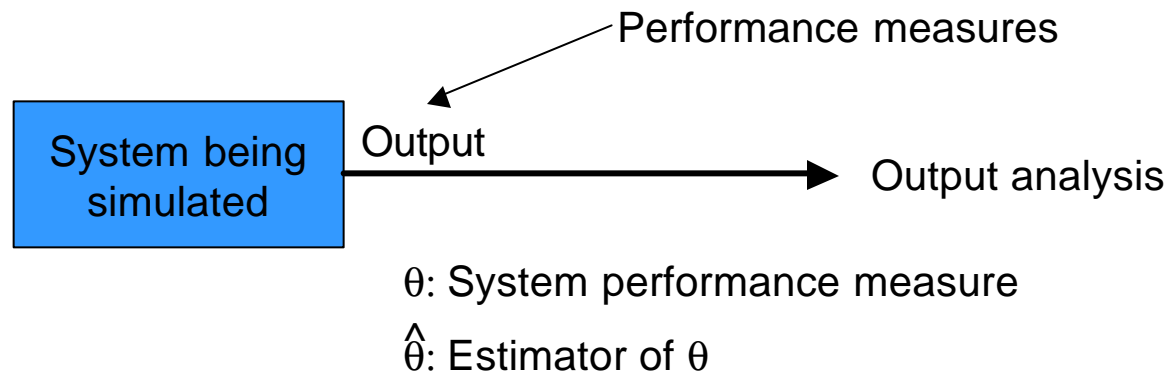 Performance measures
System being
simulated
Output
Output analysis
θ: System performance measure
θ̂: Estimator of θ